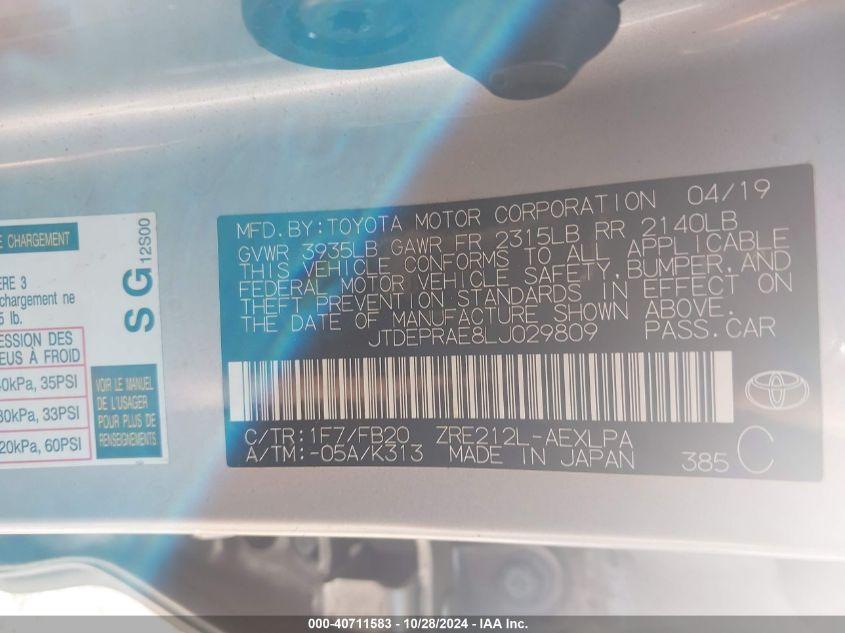 MFD.BY:TOYOTA MOTOR CORPORATION 04/19
GVWR 3935LB GAWR FR 2315LB RR 2140LB
THIS VEHICLE CONFORMS TO ALL APPLICABLE
FEDERAL MOTOR VEHICLE SAFETY,BUMPER,AND
THEFT PREVENTION STANDARDS IN EFFECT ON
THE DATE OF MANUFACTURE SHOWN ABOVE.
JTDEPRAE8LJ029809 PASS.CAR
C/TR:1F7/FB20 ZRE212L-AEXLPA
A/TM:-05A/K313 MADE IN JAPAN 385 C
E CHARGEMENT
ÈRE 3
chargement ne
5 lb.
SG 12S00
ESSION DES
EUS À FROID
40kPa, 35PSI
30kPa, 33PSI
20kPa, 60PSI
VOIR LE MANUEL
DE L'USAGER
POUR PLUS DE
RENSEIGNEMENTS
000-40711583 - 10/28/2024 - IAA Inc.